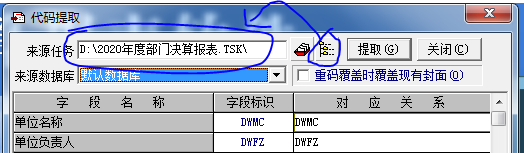 代码提取
来源任务 D:\2020年度部门决算报表.TSK\ 提取(G) 关闭(C)
来源数据库 默认数据库 重码覆盖时覆盖现有封面(O)
字段名称 字段标识 对应关系
单位名称 DWMC DWMC
单位负责人 DWFZ DWFZ